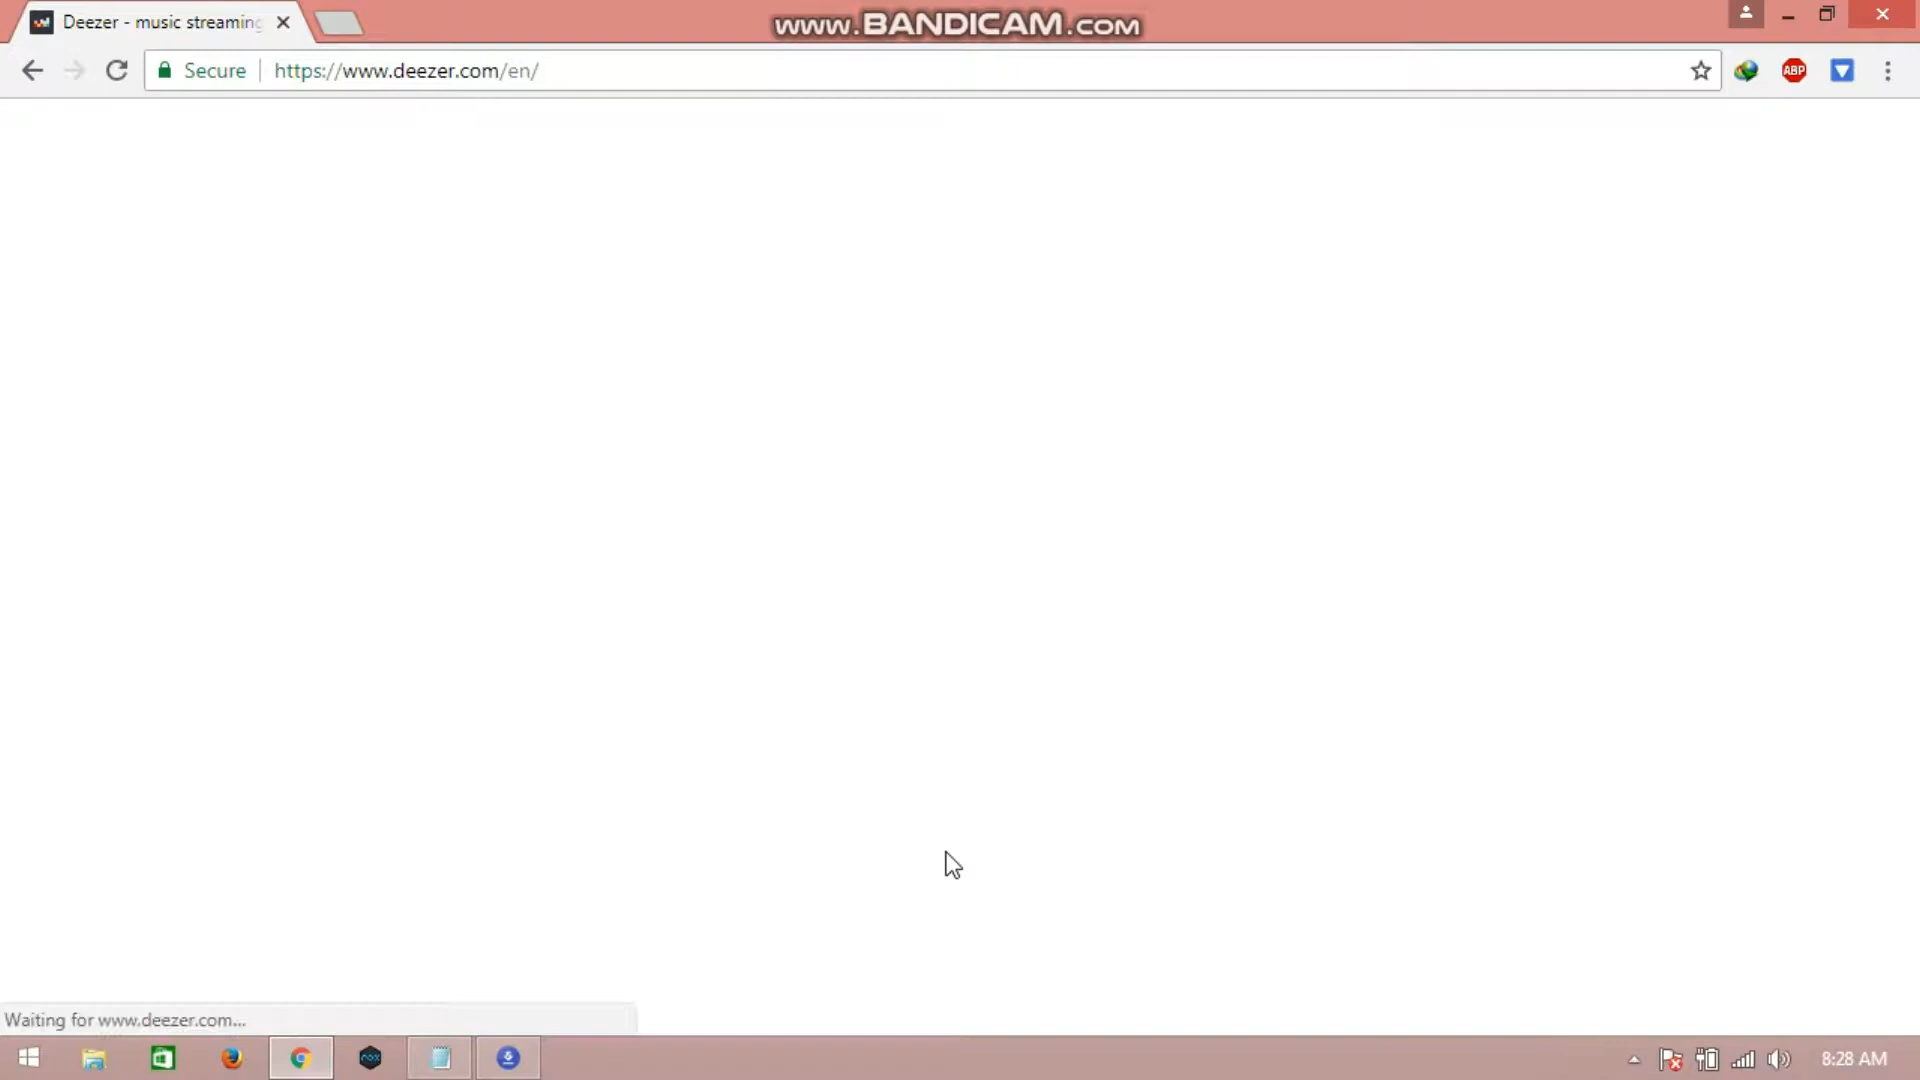 Deezer - music streaming
www.BANDICAM.com
Secure
https://www.deezer.com/en/
ABP
Waiting for www.deezer.com...
nox
8:28 AM